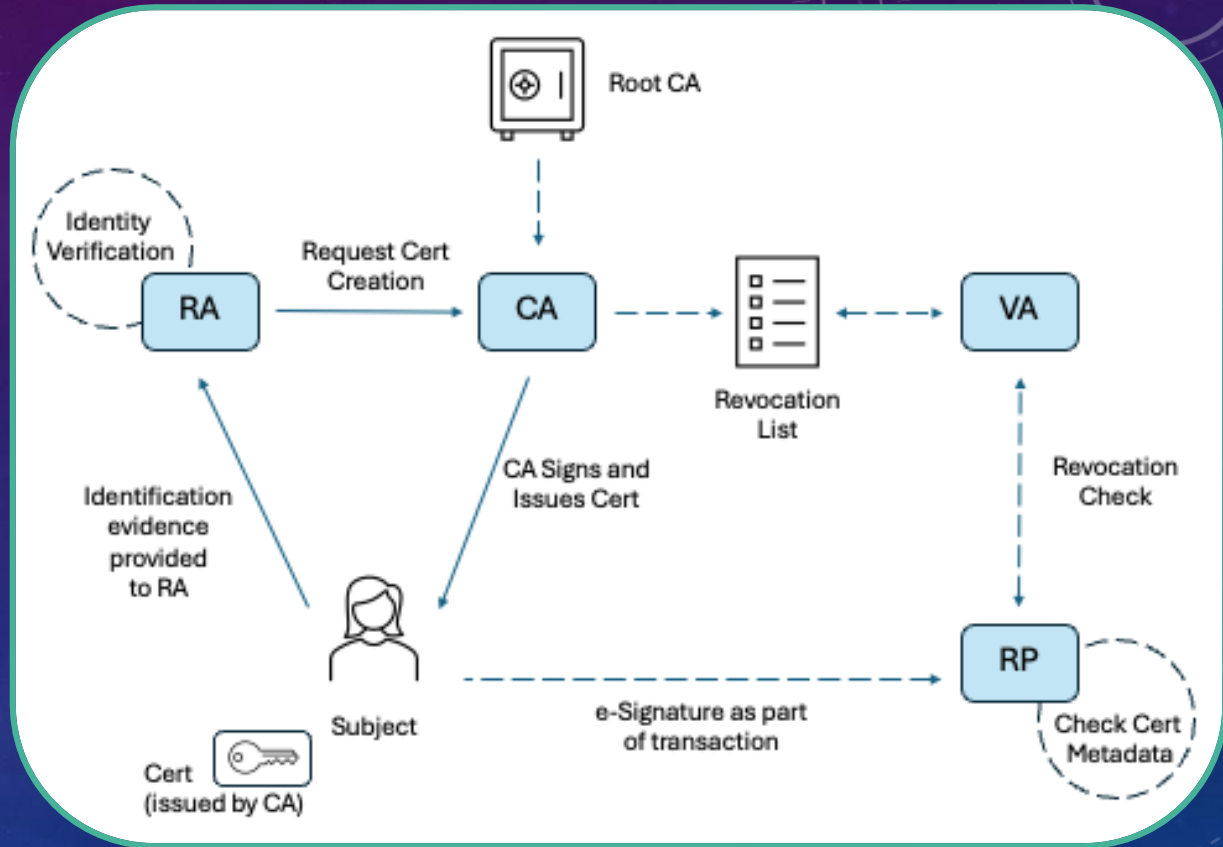 Root CA
Identity
Verification
RA
Request Cert
Creation
CA
VA
Revocation
List
CA Signs and
Issues Cert
Revocation
Check
Identification
evidence
provided
to RA
RP
e-Signature as part
of transaction
Subject
Check Cert
Metadata
Cert
(issued by CA)